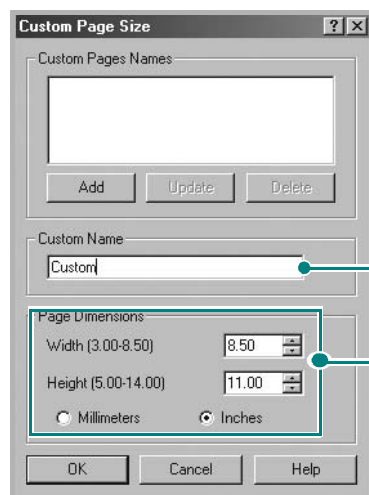 Custom Page Size ? ×
Custom Pages Names
Add Update Delete
Custom Name
Custom
Page Dimensions
Width (3.00-8.50) 8.50
Height (5.00-14.00) 11.00
Millimeters Inches
OK Cancel Help